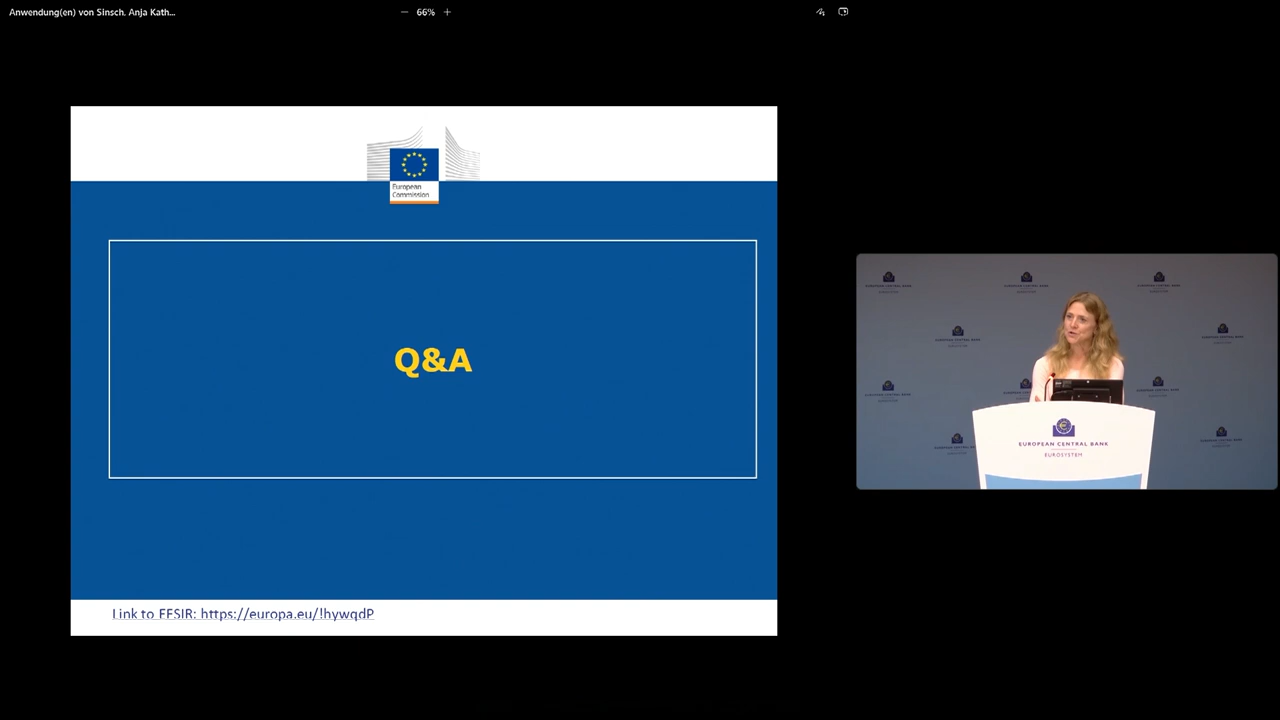 Anwendung(en) von Sinsch, Anja Kath...
66%
European
Commission
Q&A
Link to EFSIR: https://europa.eu/!hywqdP
EUROPEAN CENTRAL BANK
EUROSYSTEM